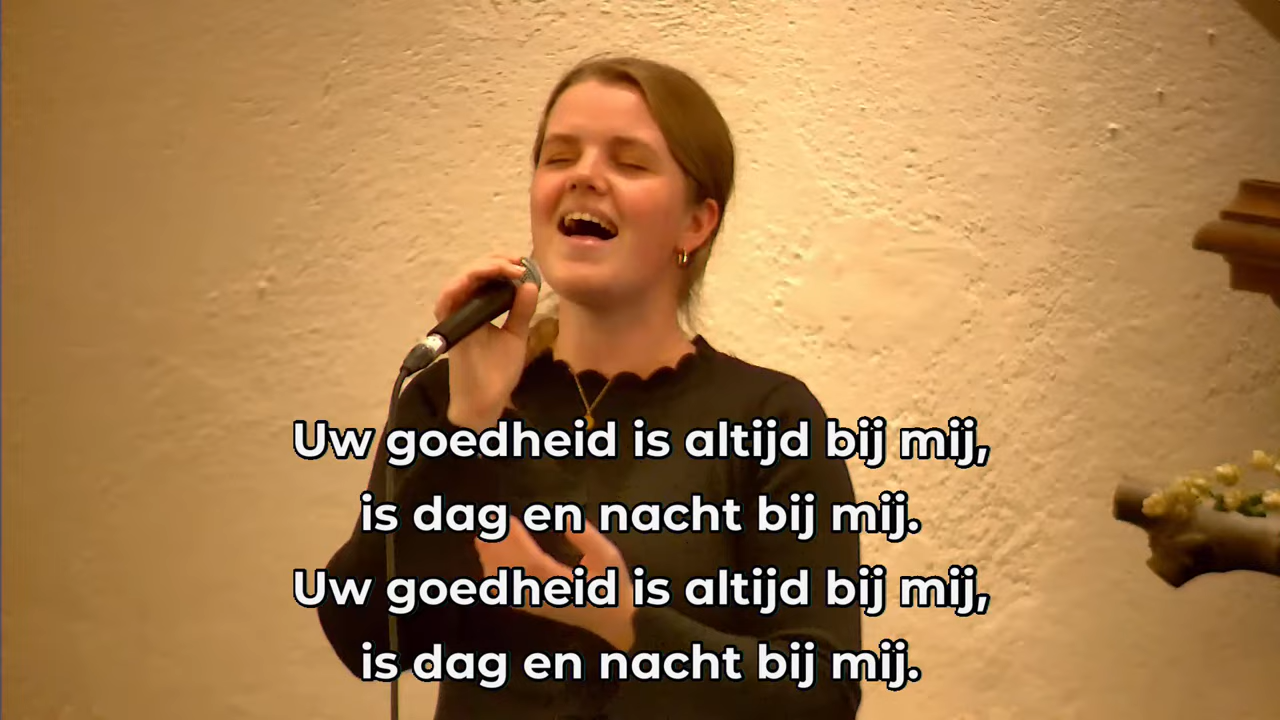 Uw goedheid is altijd bij mij,
is dag en nacht bij mij.
Uw goedheid is altijd bij mij,
is dag en nacht bij mij.